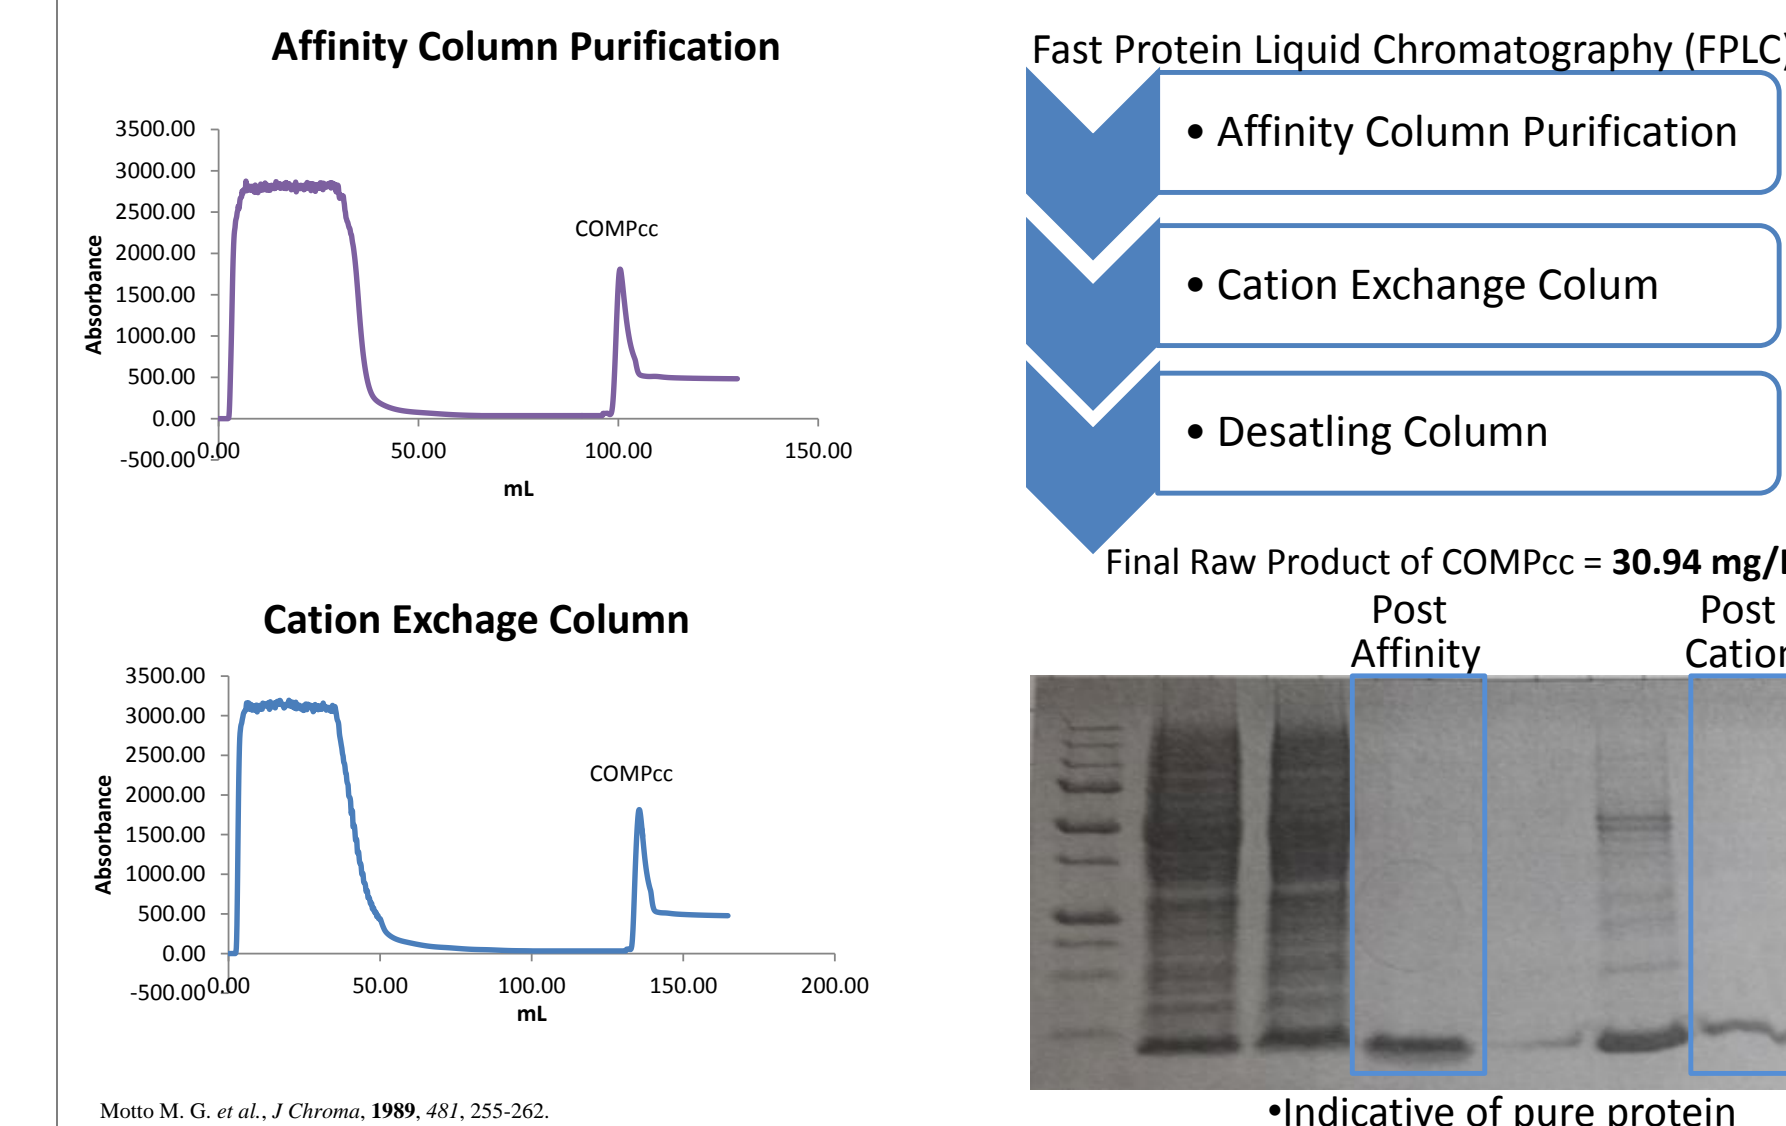 Affinity Column Purification
3500.00
3000.00
2500.00
2000.00
1500.00
1000.00
500.00
0.00
-500.00
0.00
50.00
100.00
150.00
Absorbance
mL
COMPcc
Cation Exchage Column
3500.00
3000.00
2500.00
2000.00
1500.00
1000.00
500.00
0.00
-500.00
0.00
50.00
100.00
150.00
200.00
Absorbance
mL
COMPcc
Motto M. G. et al., J Chroma, 1989, 481, 255-262.
Fast Protein Liquid Chromatography (FPLC)
• Affinity Column Purification
• Cation Exchange Colum
• Desatling Column
Final Raw Product of COMPcc = 30.94 mg/
Post
Affinity
Post
Cation
•Indicative of pure protein